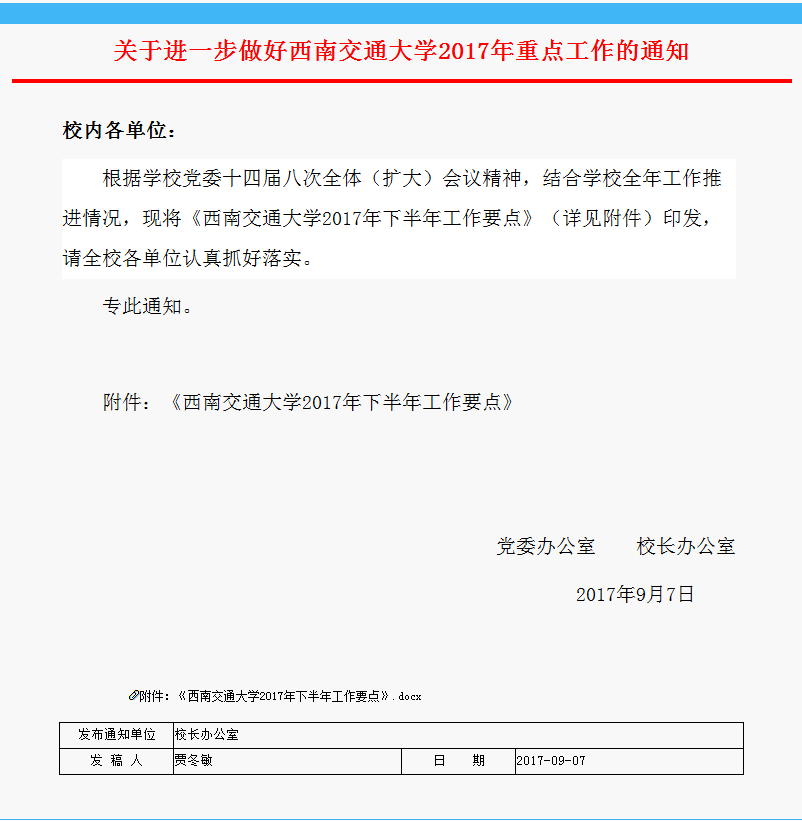 关于进一步做好西南交通大学2017年重点工作的通知
校内各单位：
根据学校党委十四届八次全体（扩大）会议精神，结合学校全年工作推
进情况，现将《西南交通大学2017年下半年工作要点》（详见附件）印发，
请全校各单位认真抓好落实。
专此通知。
附件：《西南交通大学2017年下半年工作要点》
党委办公室 校长办公室
2017年9月7日
附件：《西南交通大学2017年下半年工作要点》.docx
发布通知单位 校长办公室
发 稿 人 贾冬敏 日 期 2017-09-07